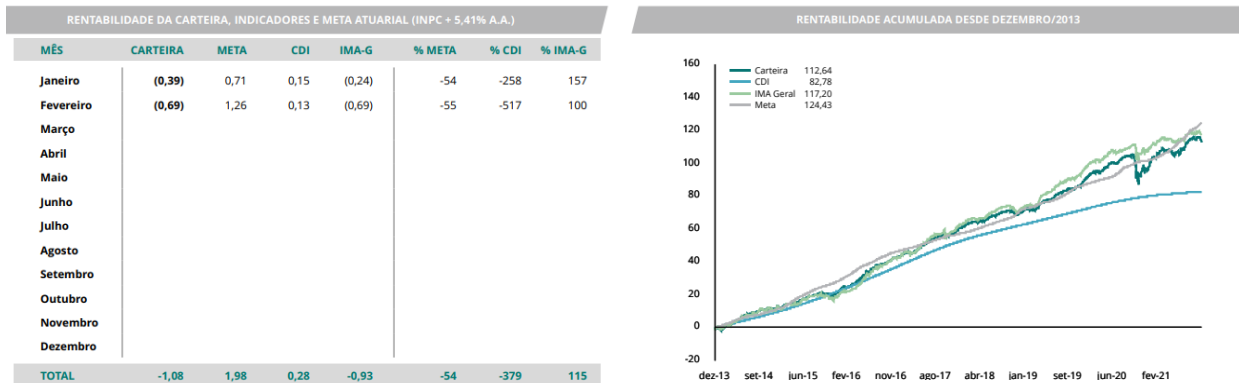 RENTABILIDADE DA CARTEIRA, INDICADORES E META ATUARIAL (INPC + 5,41% A.A.)
MÊS CARTEIRA META CDI IMA-G % META % CDI % IMA-G
Janeiro (0,39) 0,71 0,15 (0,24) -54 -258 157
Fevereiro (0,69) 1,26 0,13 (0,69) -55 -517 100
Março
Abril
Maio
Junho
Julho
Agosto
Setembro
Outubro
Novembro
Dezembro
TOTAL -1,08 1,98 0,28 -0,93 -54 -379 115
RENTABILIDADE ACUMULADA DESDE DEZEMBRO/2013
Carteira 112,64
CDI 82,78
IMA Geral 117,20
Meta 124,43
160
140
120
100
80
60
40
20
0
-20
dez-13 set-14 jun-15 fev-16 nov-16 ago-17 abr-18 jan-19 set-19 jun-20 fev-21